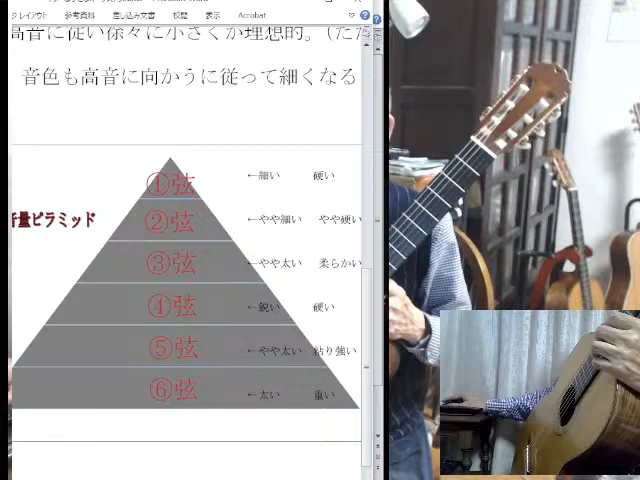 レイアウト 参考資料 差し込み文書 校閲 表示 Acrobat
高音に従い徐々に小さくが理想的。(ただ
音色も高音に向かうに従って細くなる
①弦 ←細い 硬い
音量ピラミッド ②弦 ←やや細い やや硬い
③弦 ←やや太い 柔らかい
④弦 ←鋭い 硬い
⑤弦 ←やや太い 粘り強い
⑥弦 ←太い 重い